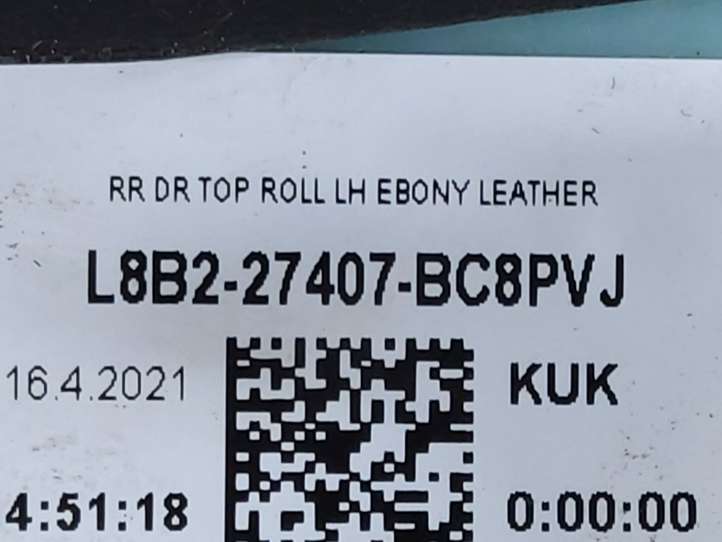 RR DR TOP ROLL LH EBONY LEATHER
L8B2-27407-BC8PVJ
16.4.2021 KUK
4:51:18 0:00:00